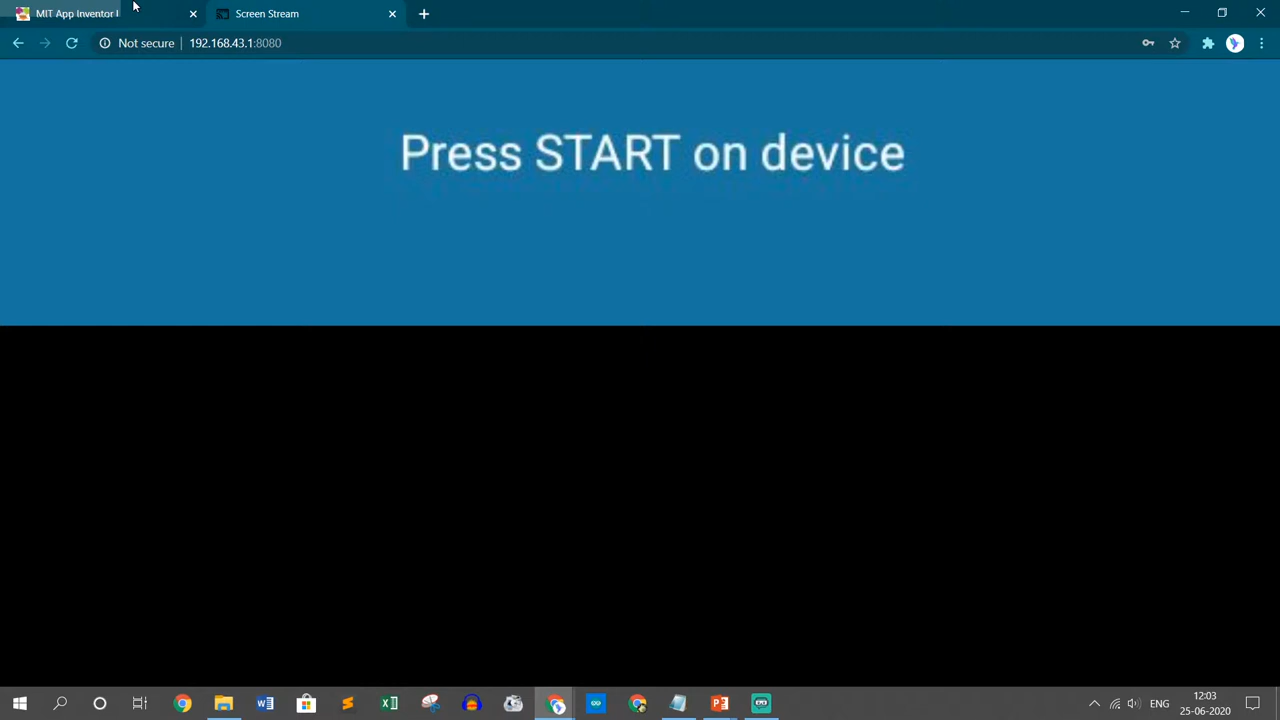 MIT App Inventor
Screen Stream
Not secure
192.168.43.1:8080
Press START on device
12:03
ENG
25-06-2020